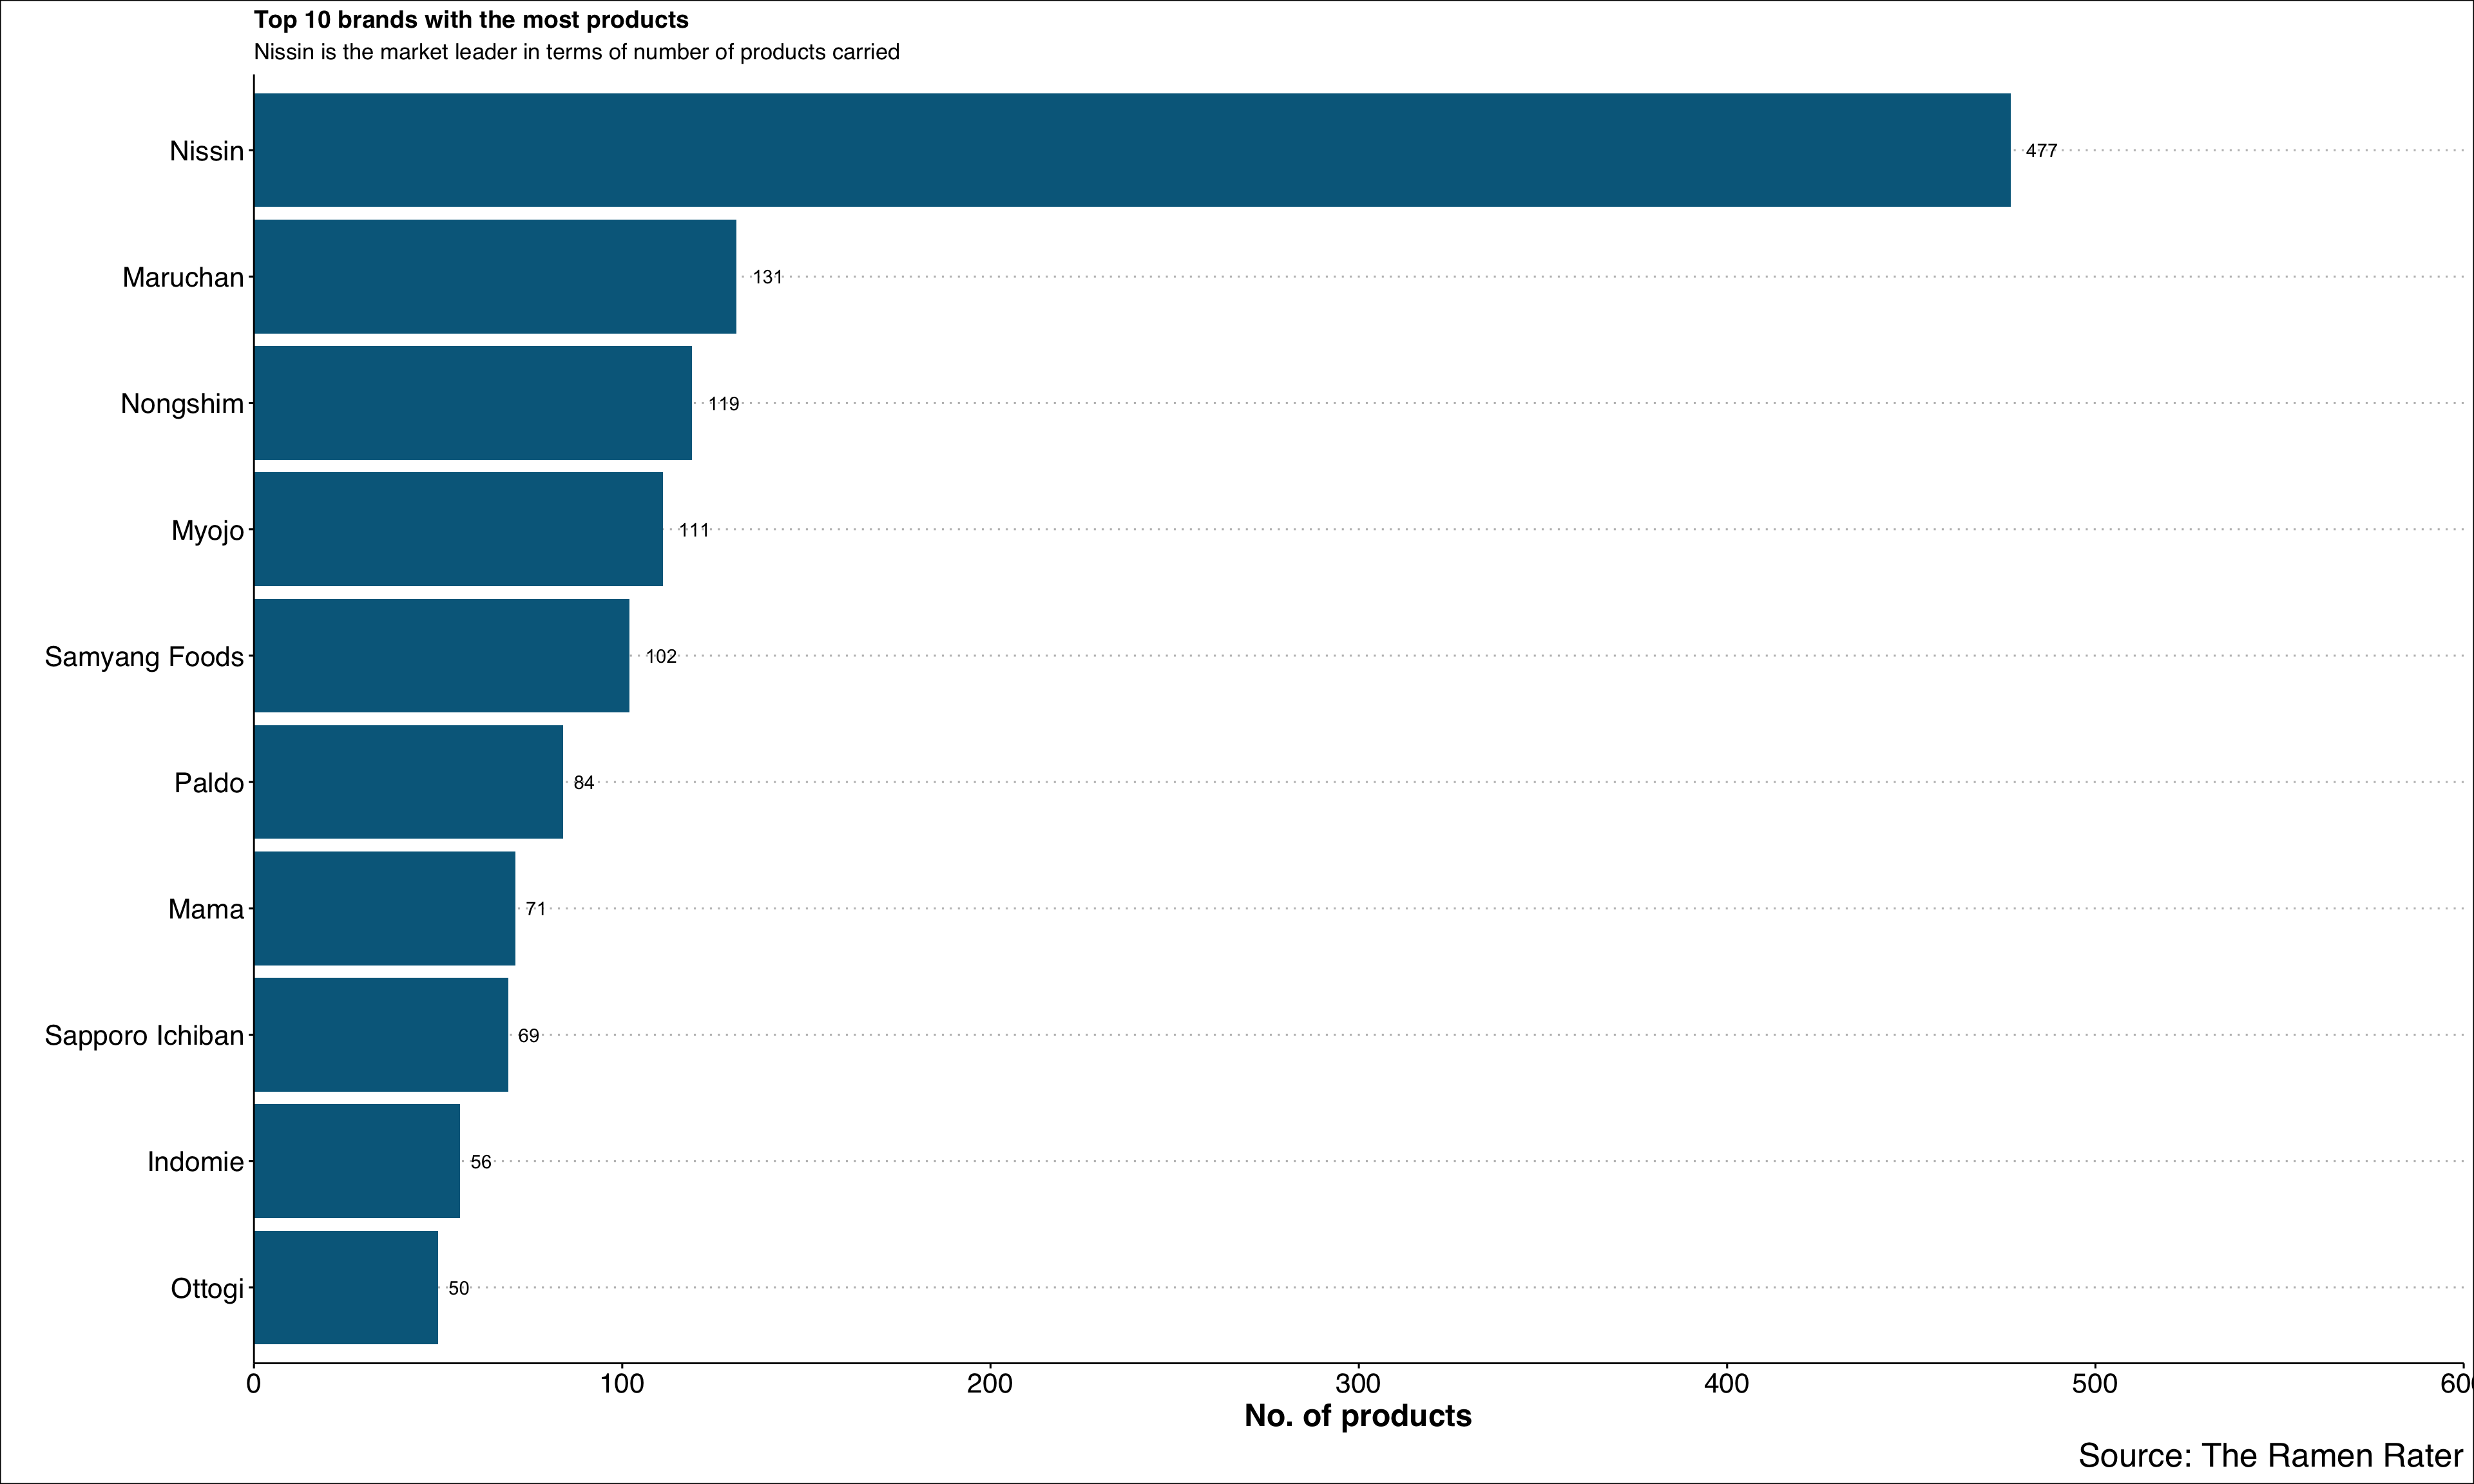 Top 10 brands with the most products
Nissin is the market leader in terms of number of products carried
Nissin 477
Maruchan 131
Nongshim 119
Myojo 111
Samyang Foods 102
Paldo 84
Mama 71
Sapporo Ichiban 69
Indomie 56
Ottogi 50
0 100 200 300 400 500
No. of products
Source: The Ramen Rater